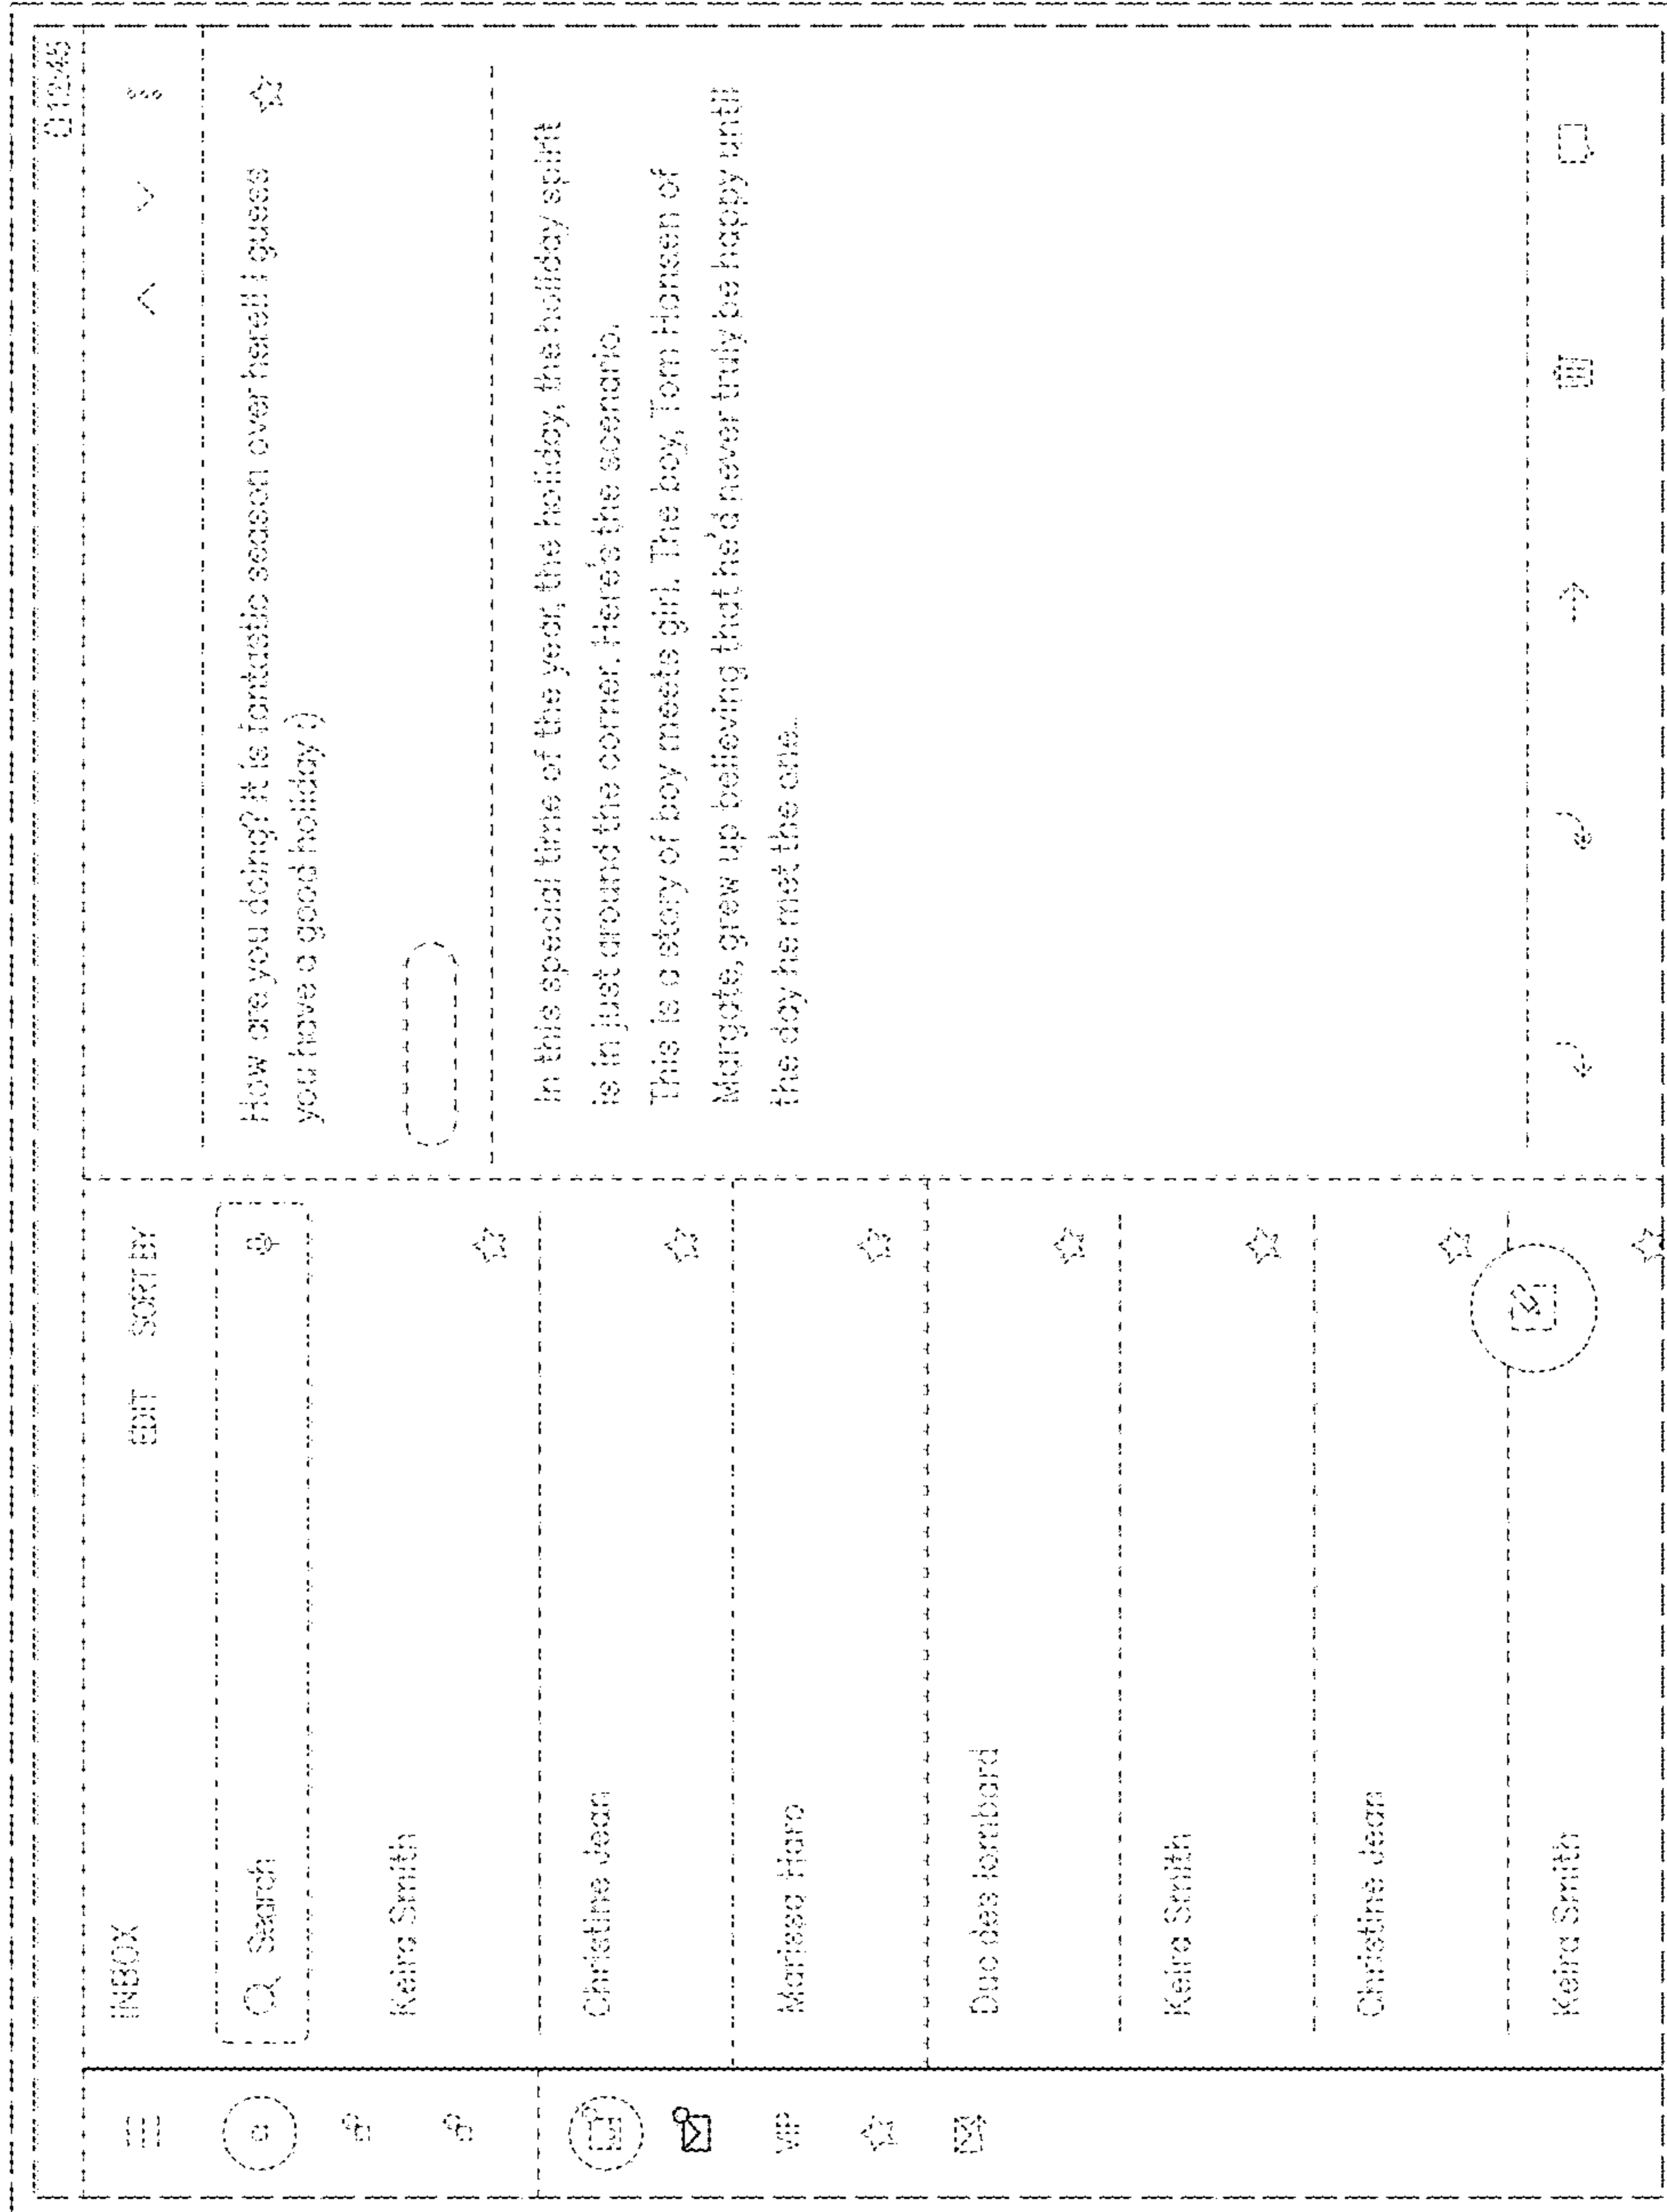 12:45
INBOX
EDIT
SORT BY
Search
Keira Smith
Christine Jean
Marissa Haro
Duc des lombard
Keira Smith
Christine Jean
Keira Smith
VIP
How are you doing? It is fantastic season over here!! I guess
you have a good holiday :)
In this special time of the year, the holiday, the holiday spirit
is in just around the corner. Here's the scenario.
This is a story of boy meets girl. The boy, Tom Hansen of
Margate, grew up believing that he'd never truly be happy until
the day he met the one...